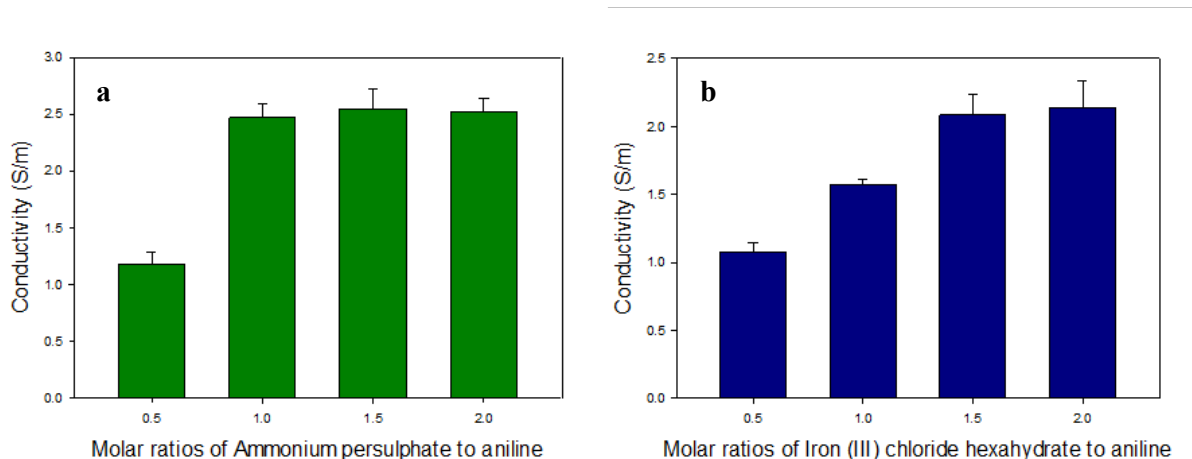 a
3.0
2.5
2.0
1.5
1.0
0.5
0.0
Conductivity (S/m)
0.5 1.0 1.5 2.0
Molar ratios of Ammonium persulphate to aniline
b
2.5
2.0
1.5
1.0
0.5
0.0
Conductivity (S/m)
0.5 1.0 1.5 2.0
Molar ratios of Iron (III) chloride hexahydrate to aniline